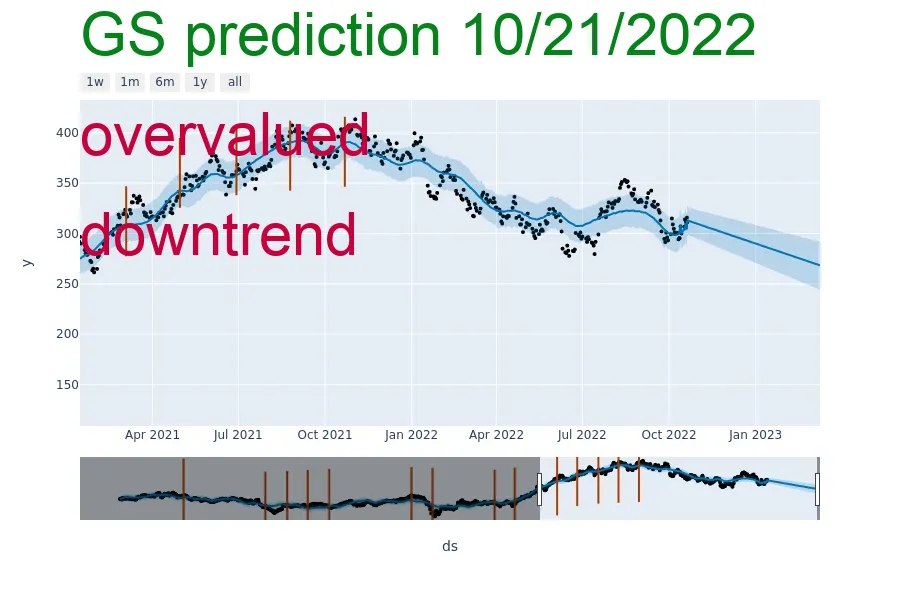 GS prediction 10/21/2022
1w 1m 6m 1y all
overvalued
downtrend
400
350
300
250
200
150
y
Apr 2021 Jul 2021 Oct 2021 Jan 2022 Apr 2022 Jul 2022 Oct 2022 Jan 2023
ds